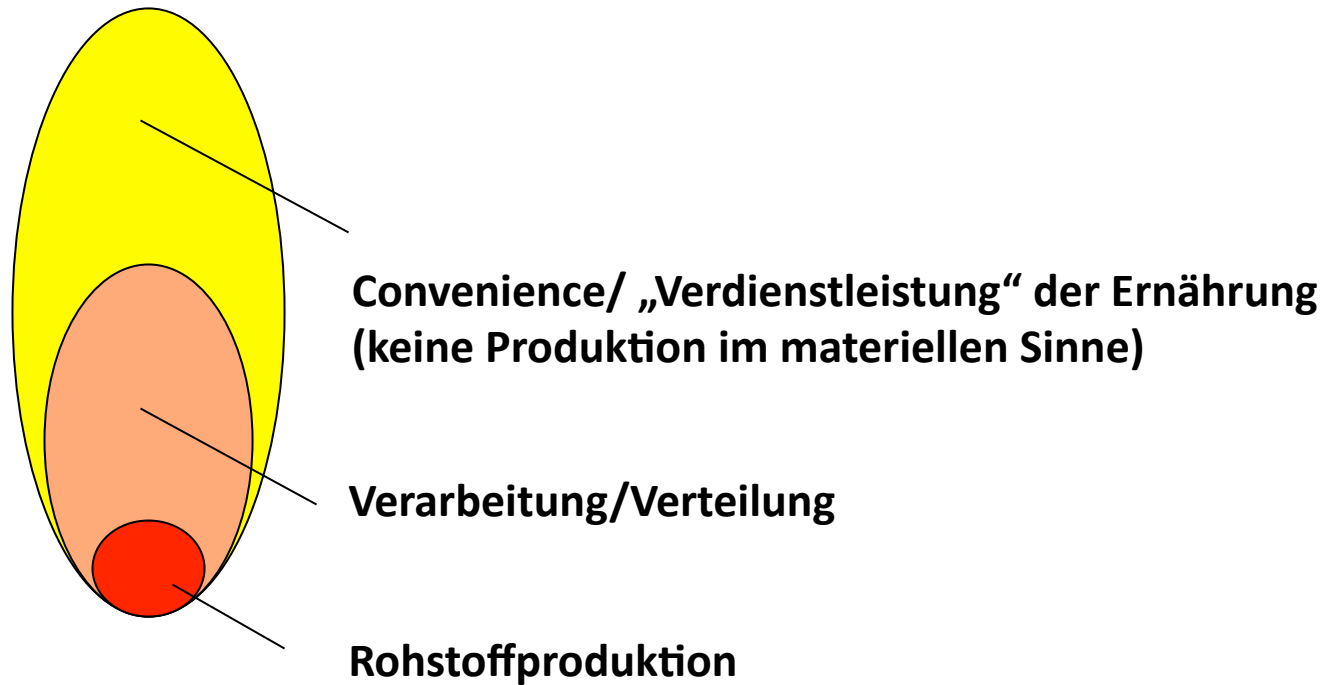 Convenience/ „Verdienstleistung“ der Ernährung
(keine Produktion im materiellen Sinne)
Verarbeitung/Verteilung
Rohstoffproduktion